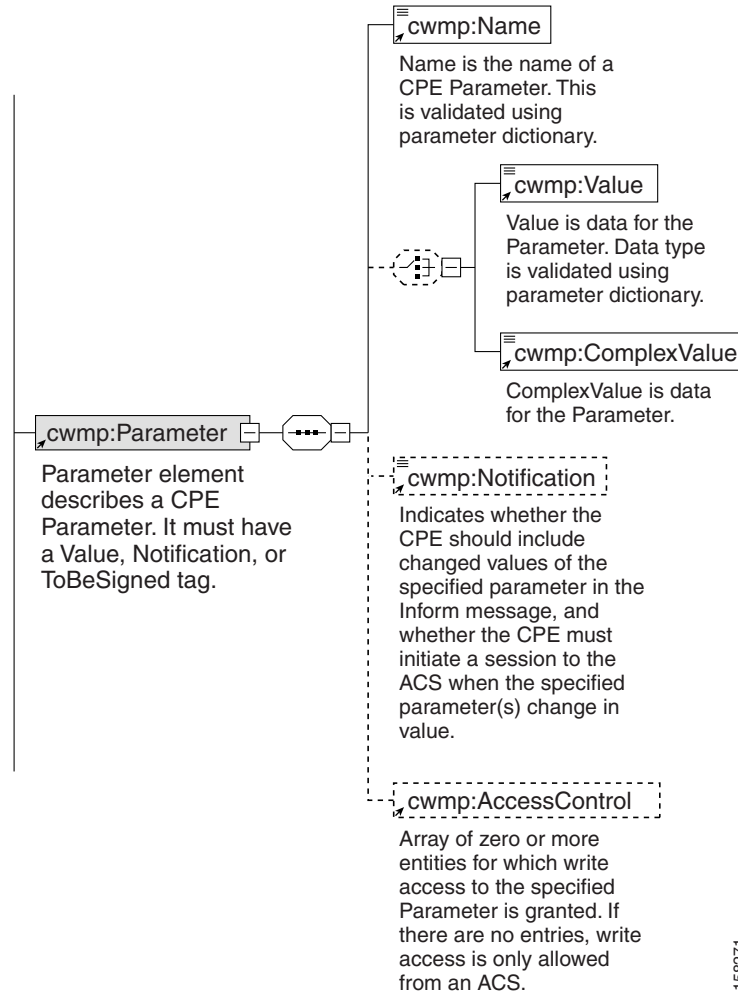 cwmp:Name
Name is the name of a
CPE Parameter. This
is validated using
parameter dictionary.
cwmp:Value
Value is data for the
Parameter. Data type
is validated using
parameter dictionary.
cwmp:ComplexValue
ComplexValue is data
for the Parameter.
cwmp:Parameter
Parameter element
describes a CPE
Parameter. It must have
a Value, Notification, or
ToBeSigned tag.
cwmp:Notification
Indicates whether the
CPE should include
changed values of the
specified parameter in the
Inform message, and
whether the CPE must
initiate a session to the
ACS when the specified
parameter(s) change in
value.
cwmp:AccessControl
Array of zero or more
entities for which write
access to the specified
Parameter is granted. If
there are no entries, write
access is only allowed
from an ACS.